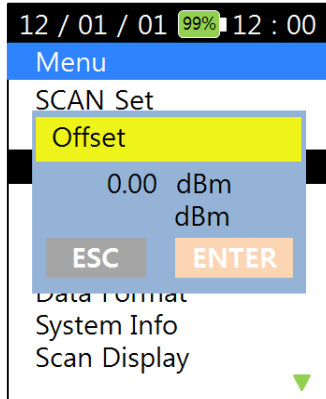 12 / 01 / 01 99% 12 : 00
Menu
SCAN Set
Offset
0.00 dBm
dBm
ESC ENTER
Data Format
System Info
Scan Display